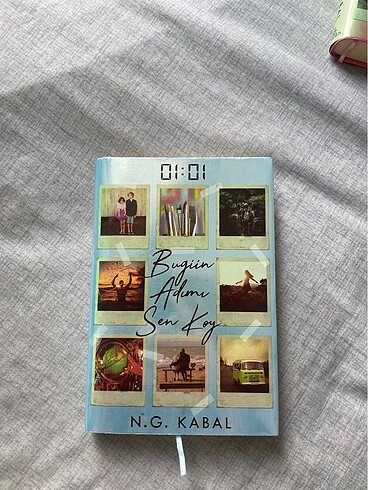 01:01
Bugün
Adımı
Sen Koy
N.G. KABAL